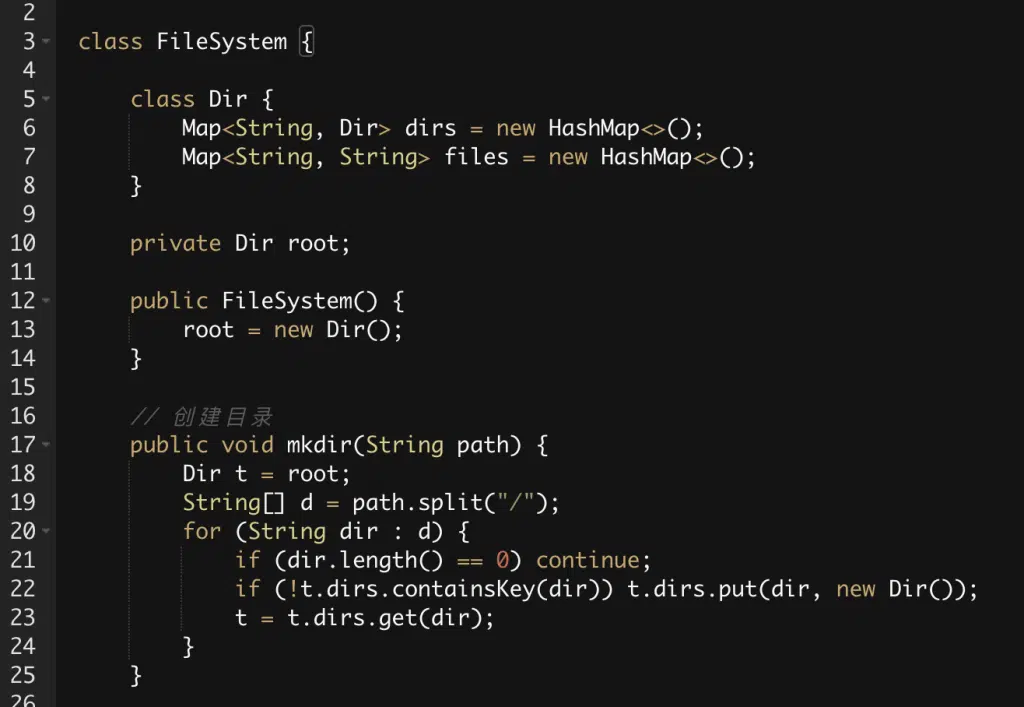 2
3 class FileSystem {
4
5 class Dir {
6 Map<String, Dir> dirs = new HashMap<>();
7 Map<String, String> files = new HashMap<>();
8 }
9
10 private Dir root;
11
12 public FileSystem() {
13 root = new Dir();
14 }
15
16 // 创建目录
17 public void mkdir(String path) {
18 Dir t = root;
19 String[] d = path.split("/");
20 for (String dir : d) {
21 if (dir.length() == 0) continue;
22 if (!t.dirs.containsKey(dir)) t.dirs.put(dir, new Dir());
23 t = t.dirs.get(dir);
24 }
25 }
26